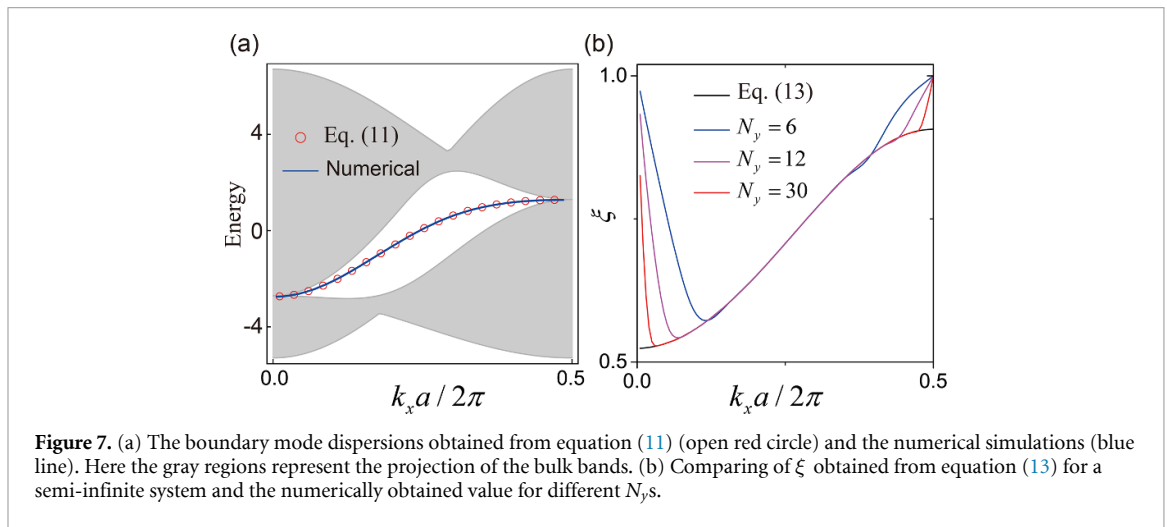 (a)
Energy
4
0
-4
Eq. (11)
Numerical
0.0
0.5
k_x a / 2π
(b)
ξ
1.0
0.5
Eq. (13)
N_y = 6
N_y = 12
N_y = 30
0.0
0.5
k_x a / 2π
Figure 7. (a) The boundary mode dispersions obtained from equation (11) (open red circle) and the numerical simulations (blue
line). Here the gray regions represent the projection of the bulk bands. (b) Comparing of ξ obtained from equation (13) for a
semi-infinite system and the numerically obtained value for different N_ys.